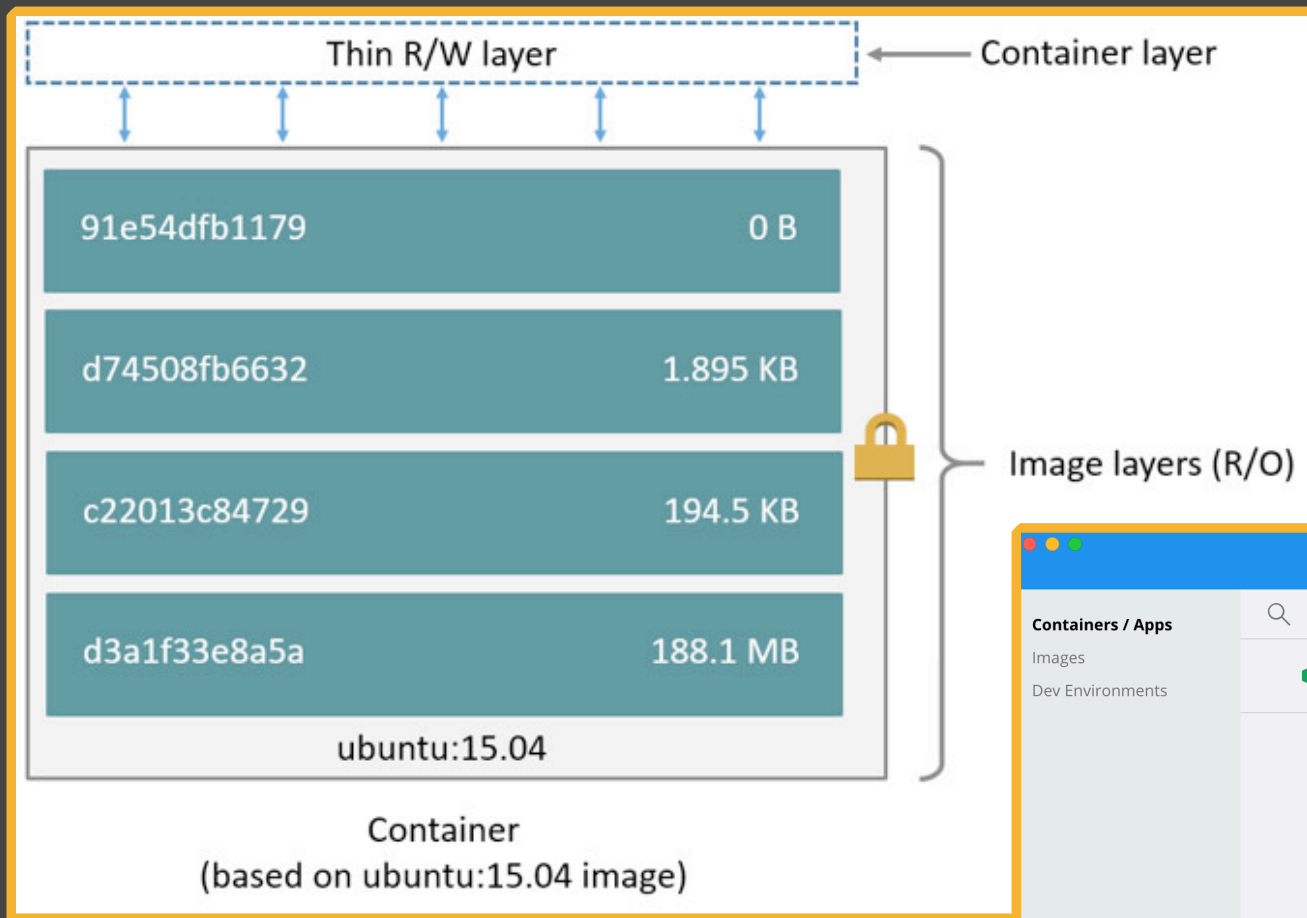 Thin R/W layer
Container layer
91e54dfb1179 0 B
d74508fb6632 1.895 KB
c22013c84729 194.5 KB
Image layers (R/O)
d3a1f33e8a5a 188.1 MB
ubuntu:15.04
Container
(based on ubuntu:15.04 image)
Containers / Apps
Images
Dev Environments